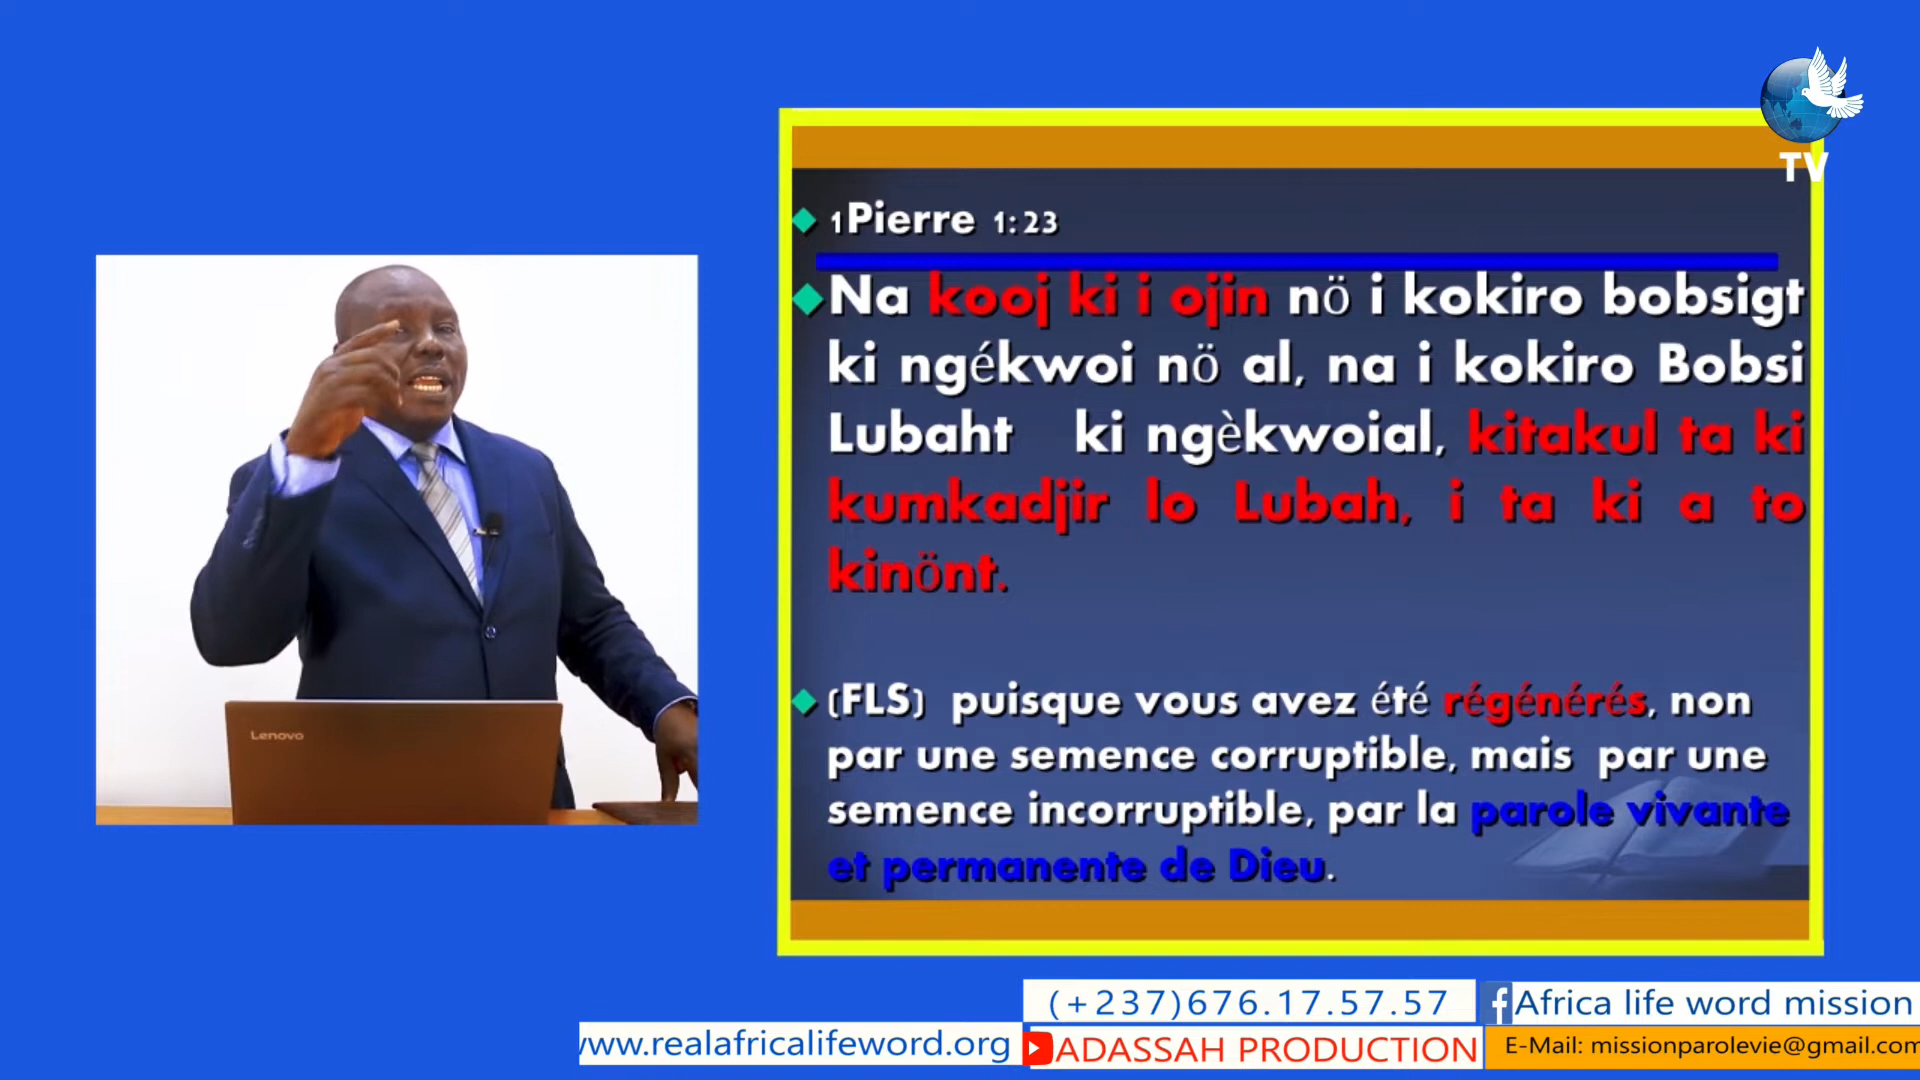 TV
1Pierre 1:23
Na kooj ki i ojin nö i kokiro bobsigt
ki ngékwoi nö al, na i kokiro Bobsi
Lubaht ki ngèkwoial, kitakul ta ki
kumkadjir lo Lubah, i ta ki a to
kinönt.
(FLS) puisque vous avez été régénérés, non
par une semence corruptible, mais par une
semence incorruptible, par la parole vivante
et permanente de Dieu.
Lenovo
(+237)676.17.57.57
Africa life word mission
www.realafricalifeword.org
ADASSAH PRODUCTION
E-Mail: missionparolevie@gmail.com